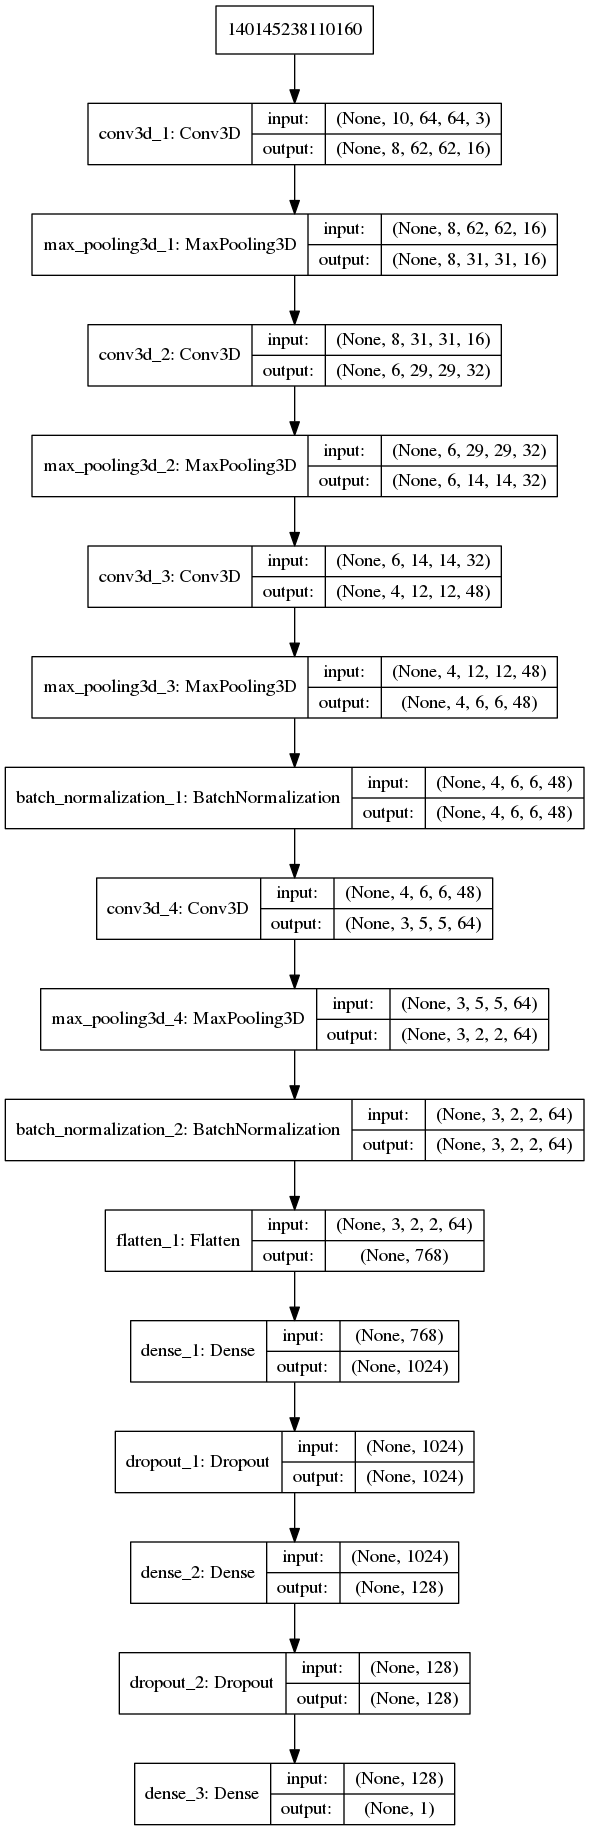 140145238110160
conv3d_1: Conv3D
input: (None, 10, 64, 64, 3)
output: (None, 8, 62, 62, 16)
max_pooling3d_1: MaxPooling3D
input: (None, 8, 62, 62, 16)
output: (None, 8, 31, 31, 16)
conv3d_2: Conv3D
input: (None, 8, 31, 31, 16)
output: (None, 6, 29, 29, 32)
max_pooling3d_2: MaxPooling3D
input: (None, 6, 29, 29, 32)
output: (None, 6, 14, 14, 32)
conv3d_3: Conv3D
input: (None, 6, 14, 14, 32)
output: (None, 4, 12, 12, 48)
max_pooling3d_3: MaxPooling3D
input: (None, 4, 12, 12, 48)
output: (None, 4, 6, 6, 48)
batch_normalization_1: BatchNormalization
input: (None, 4, 6, 6, 48)
output: (None, 4, 6, 6, 48)
conv3d_4: Conv3D
input: (None, 4, 6, 6, 48)
output: (None, 3, 5, 5, 64)
max_pooling3d_4: MaxPooling3D
input: (None, 3, 5, 5, 64)
output: (None, 3, 2, 2, 64)
batch_normalization_2: BatchNormalization
input: (None, 3, 2, 2, 64)
output: (None, 3, 2, 2, 64)
flatten_1: Flatten
input: (None, 3, 2, 2, 64)
output: (None, 768)
dense_1: Dense
input: (None, 768)
output: (None, 1024)
dropout_1: Dropout
input: (None, 1024)
output: (None, 1024)
dense_2: Dense
input: (None, 1024)
output: (None, 128)
dropout_2: Dropout
input: (None, 128)
output: (None, 128)
dense_3: Dense
input: (None, 128)
output: (None, 1)